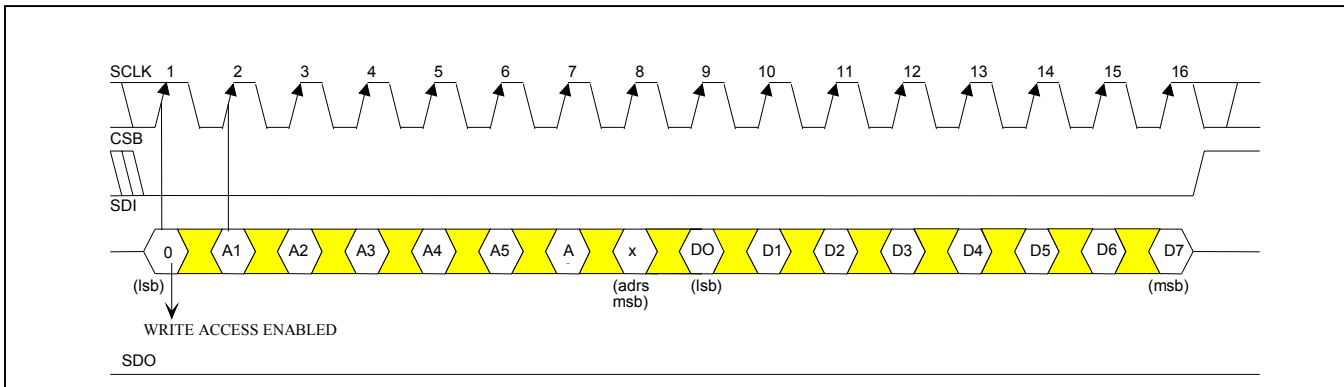 SCLK 1 2 3 4 5 6 7 8 9 10 11 12 13 14 15 16
CSB
SDI
0 A1 A2 A3 A4 A5 A x DO D1 D2 D3 D4 D5 D6 D7
(lsb) (adrs msb) (lsb) (msb)
WRITE ACCESS ENABLED
SDO